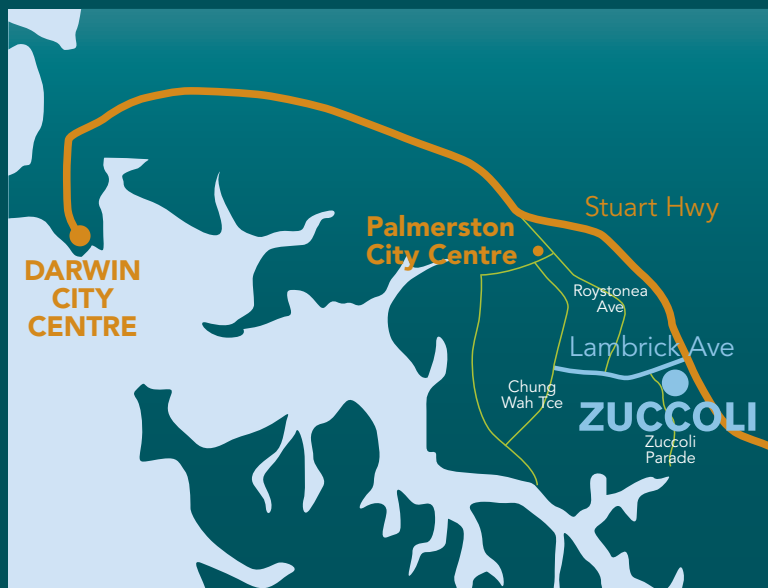 Stuart Hwy
Palmerston
City Centre
DARWIN
CITY
CENTRE
Roystonea
Ave
Lambrick Ave
Chung
Wah Tce
ZUCCOLI
Zuccoli
Parade